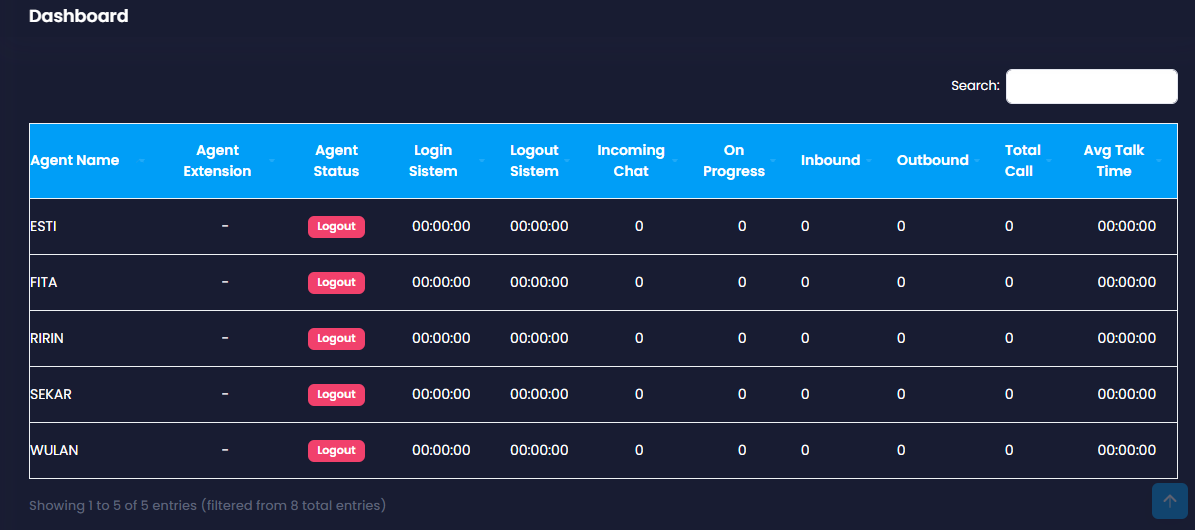 Dashboard
Search:
Agent Name Agent Extension Agent Status Login Sistem Logout Sistem Incoming Chat On Progress Inbound Outbound Total Call Avg Talk Time
ESTI - Logout 00:00:00 00:00:00 0 0 0 0 0 00:00:00
FITA - Logout 00:00:00 00:00:00 0 0 0 0 0 00:00:00
RIRIN - Logout 00:00:00 00:00:00 0 0 0 0 0 00:00:00
SEKAR - Logout 00:00:00 00:00:00 0 0 0 0 0 00:00:00
WULAN - Logout 00:00:00 00:00:00 0 0 0 0 0 00:00:00
Showing 1 to 5 of 5 entries (filtered from 8 total entries)